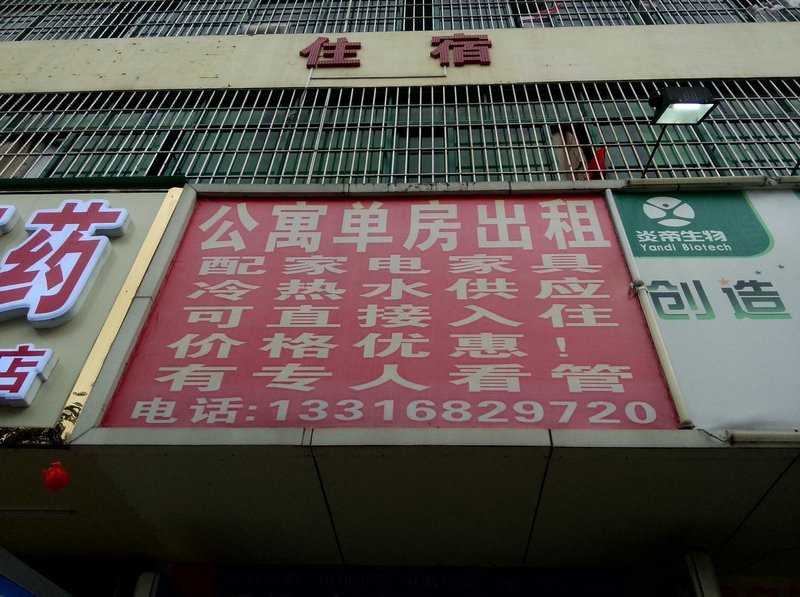 住宿
公寓单房出租
配家电家具
冷热水供应
可直接入住
价格优惠！
有专人看管
电话:13316829720
药
店
炎帝生物
Yandi Biotech
创造